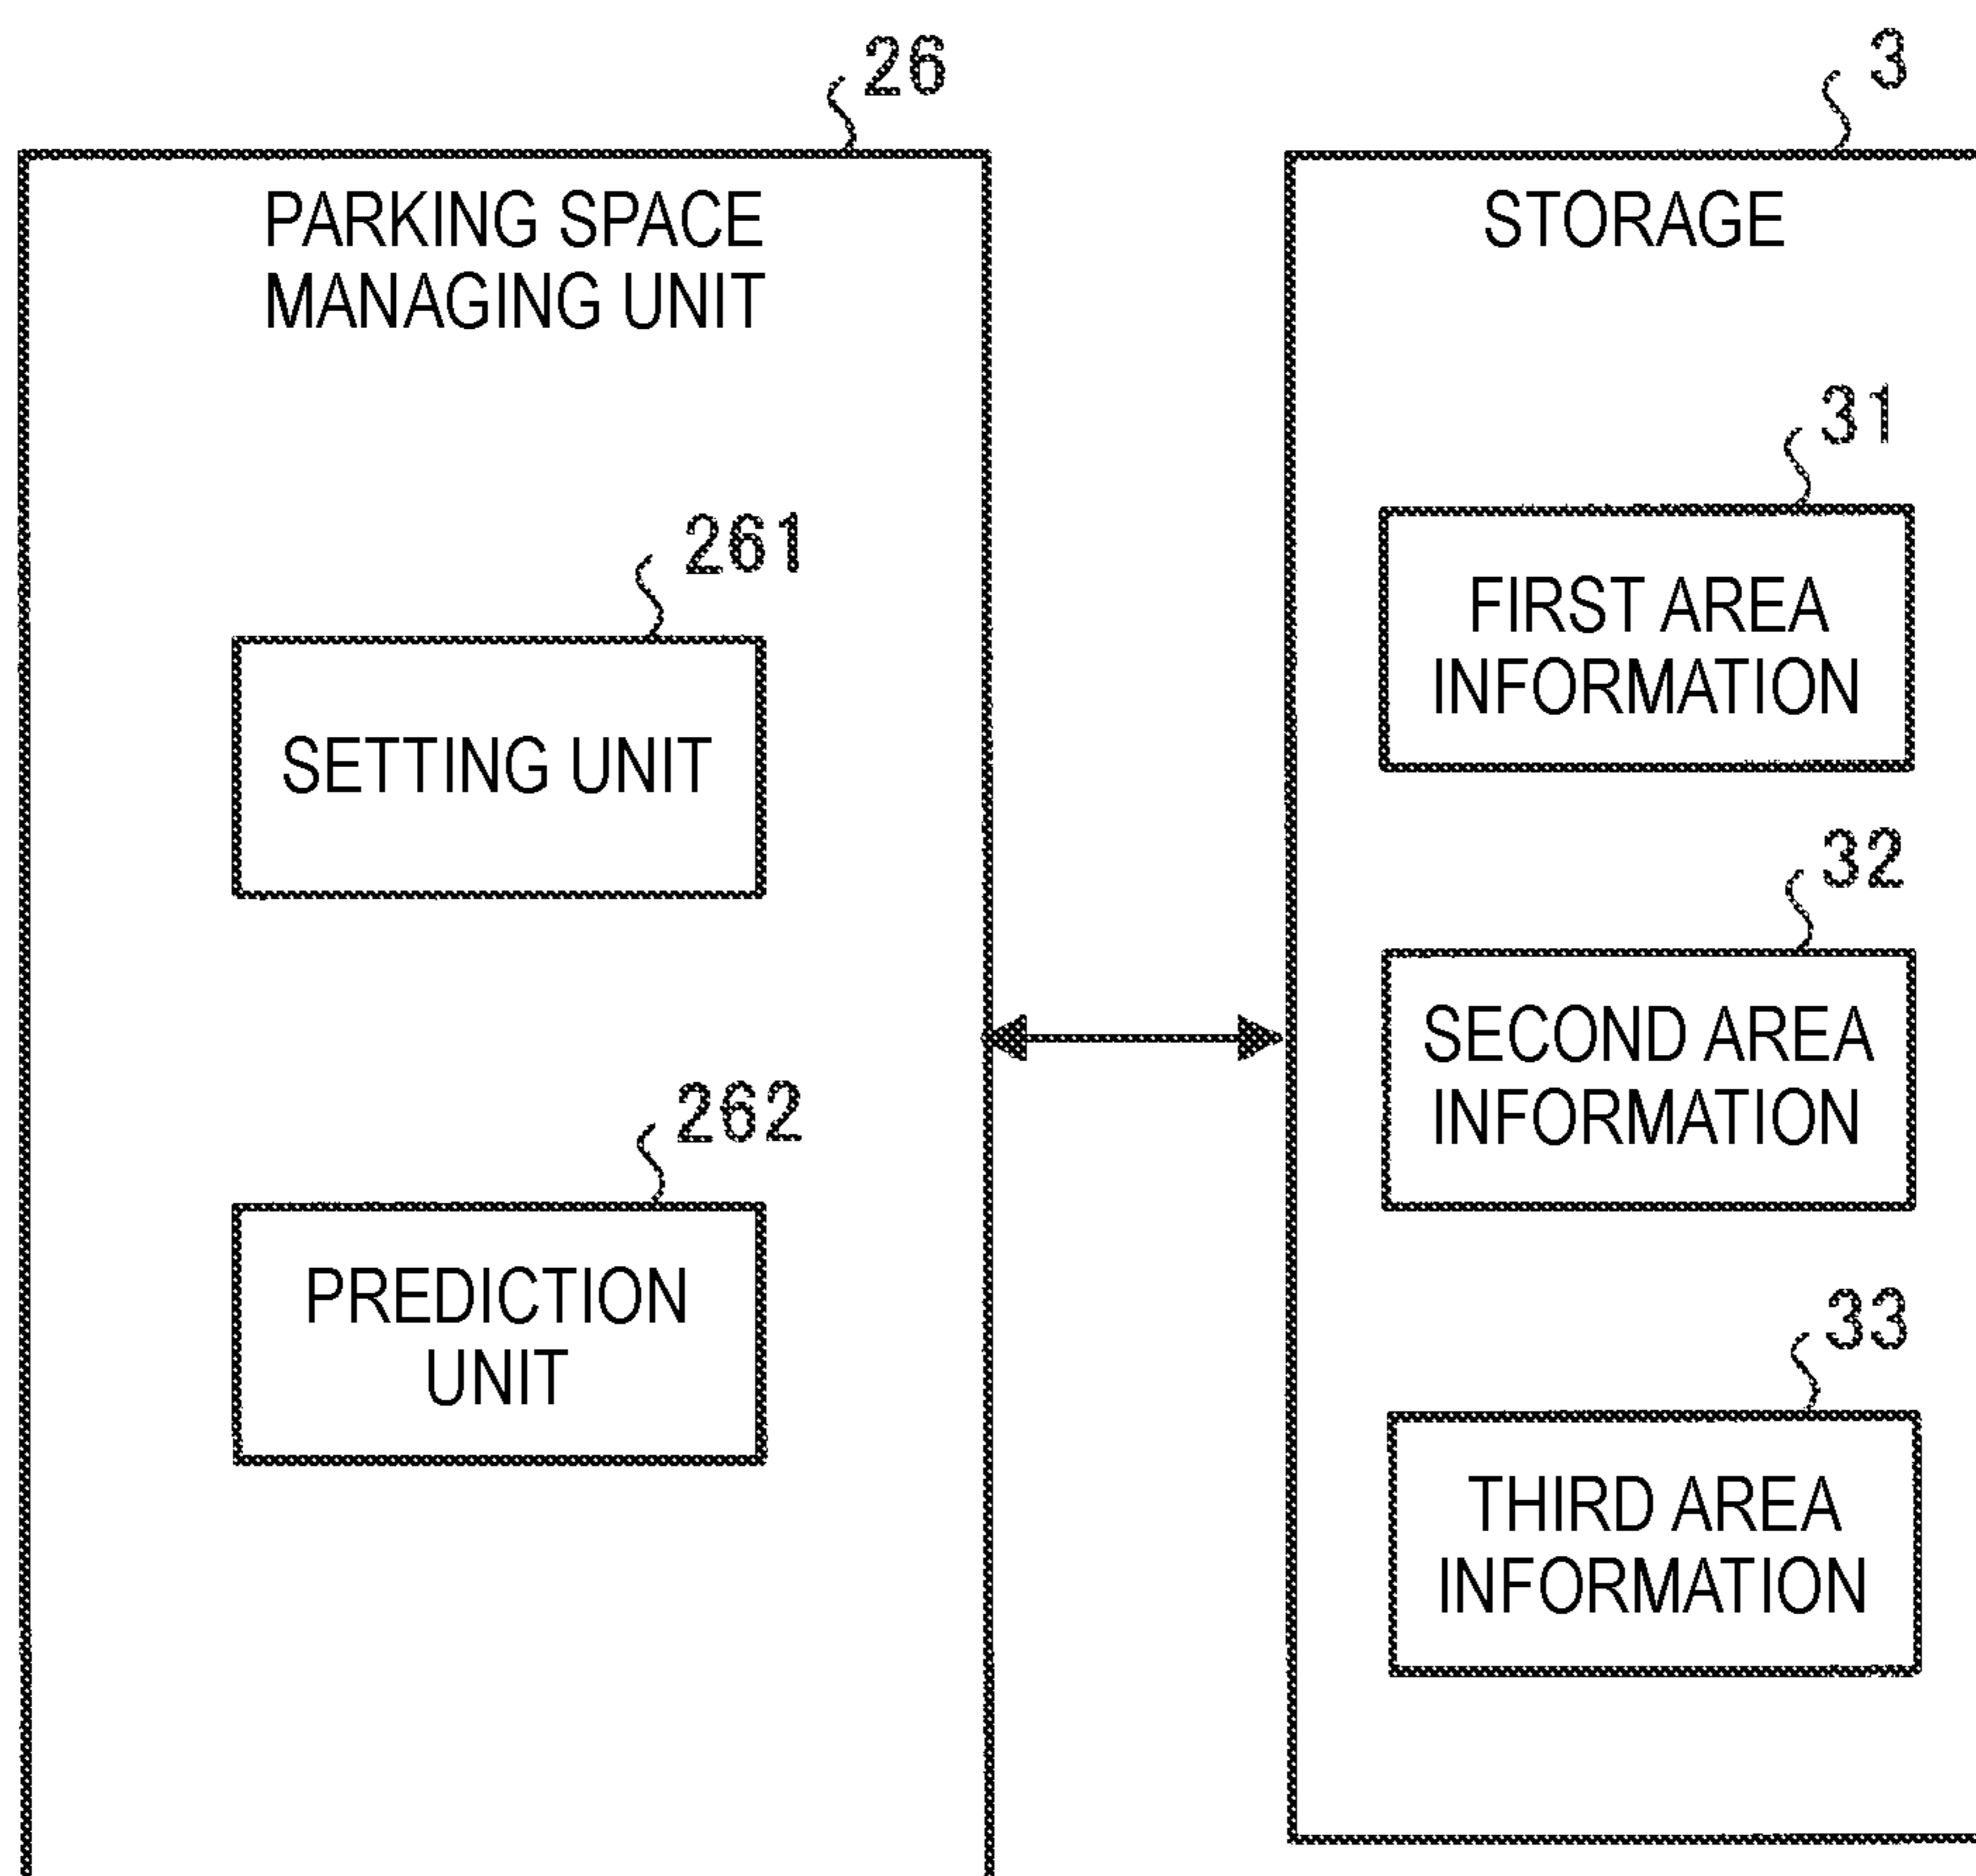 26
PARKING SPACE
MANAGING UNIT
261
SETTING UNIT
262
PREDICTION
UNIT
3
STORAGE
31
FIRST AREA
INFORMATION
32
SECOND AREA
INFORMATION
33
THIRD AREA
INFORMATION